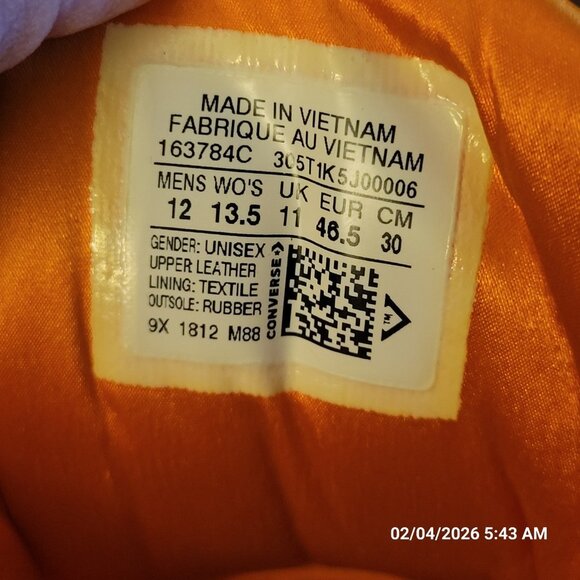 MADE IN VIETNAM
FABRIQUE AU VIETNAM
163784C 305T1K5J00006
MENS WO'S UK EUR CM
12 13.5 11 46.5 30
GENDER: UNISEX
UPPER LEATHER
LINING: TEXTILE
OUTSOLE: RUBBER
9X 1812 M88
CONVERSE
TM
02/04/2026 5:43 AM